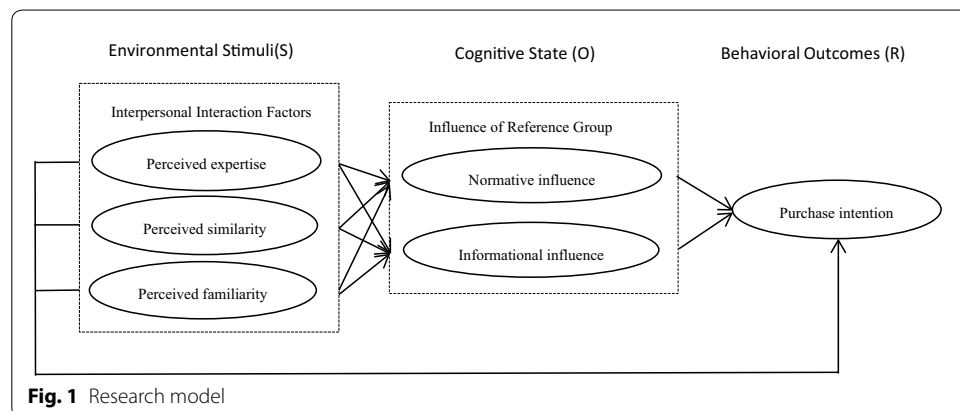 Environmental Stimuli(S)
Cognitive State (O)
Behavioral Outcomes (R)
Interpersonal Interaction Factors
Perceived expertise
Perceived similarity
Perceived familiarity
Influence of Reference Group
Normative influence
Informational influence
Purchase intention
Fig. 1 Research model